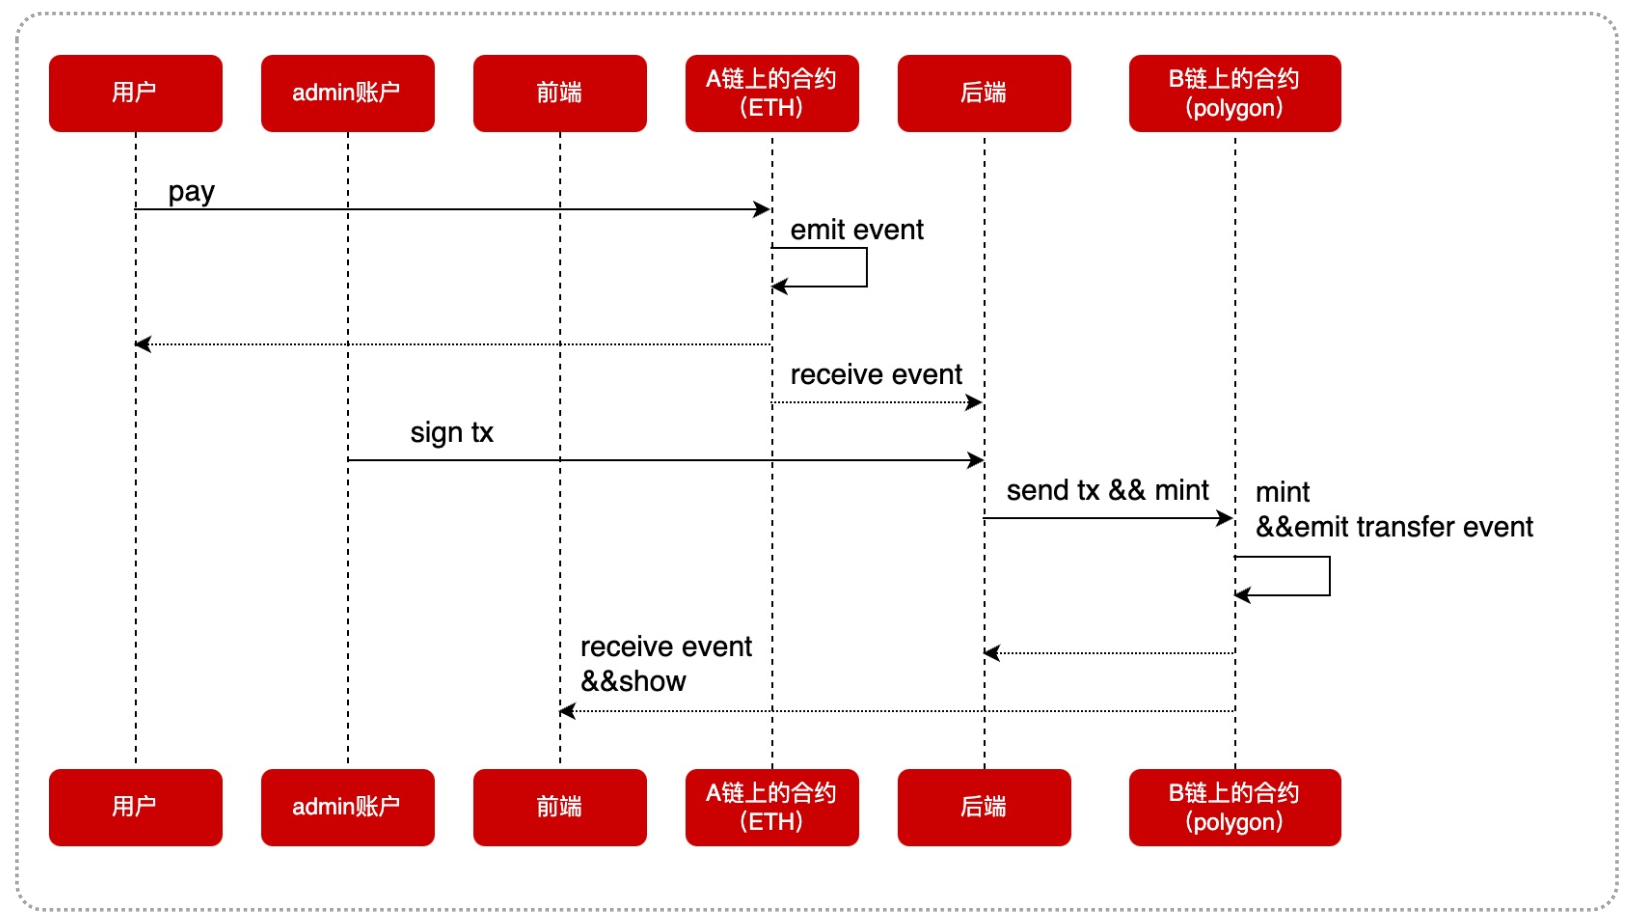 用户
admin账户
前端
A链上的合约
（ETH）
后端
B链上的合约
（polygon）
pay
emit event
receive event
sign tx
send tx && mint
mint
&&emit transfer event
receive event
&&show
用户
admin账户
前端
A链上的合约
（ETH）
后端
B链上的合约
（polygon）